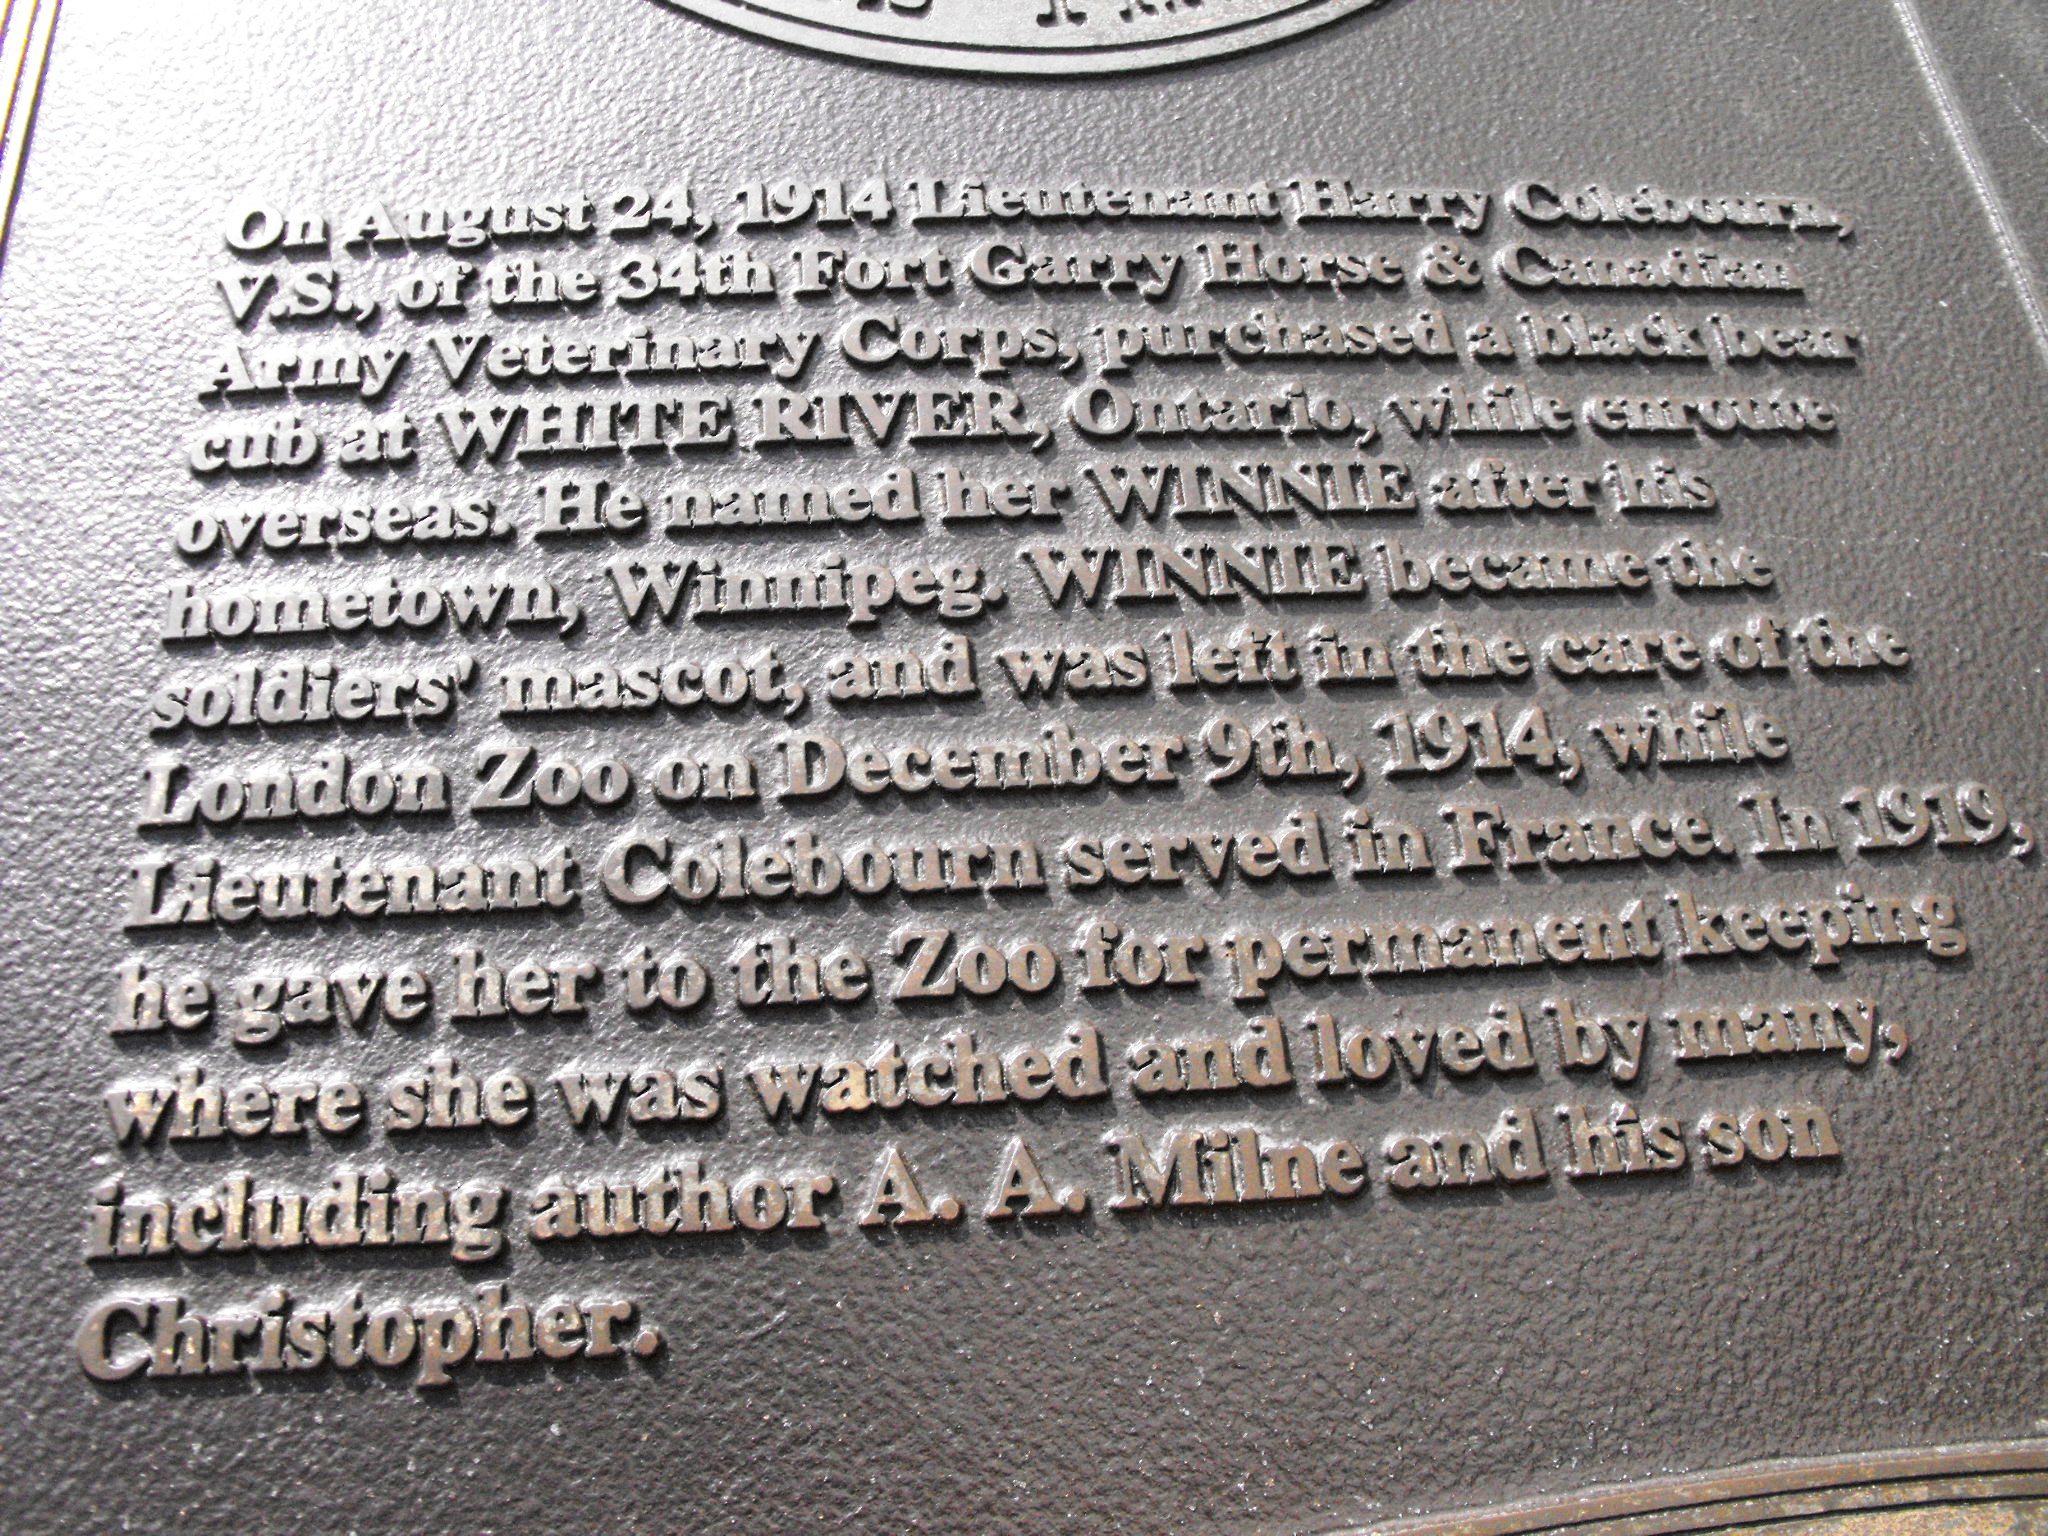 On August 24, 1914 Lieutenant Harry Colebourn,
V.S., of the 34th Fort Garry Horse & Canadian
Army Veterinary Corps, purchased a black bear
cub at WHITE RIVER, Ontario, while enroute
overseas. He named her WINNIE after his
hometown, Winnipeg. WINNIE became the
soldiers' mascot, and was left in the care of the
London Zoo on December 9th, 1914, while
Lieutenant Colebourn served in France. In 1919,
he gave her to the Zoo for permanent keeping
where she was watched and loved by many,
including author A. A. Milne and his son
Christopher.